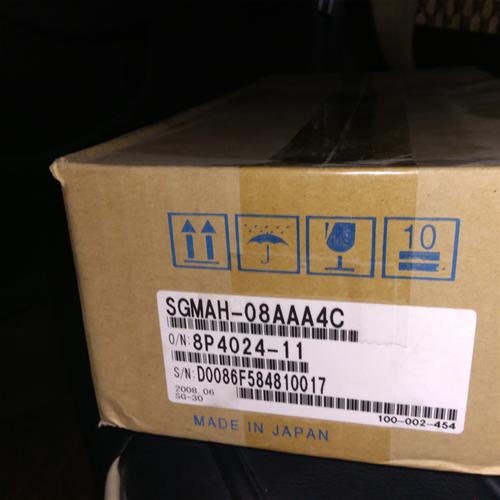 10
SGMAH-08AAA4C
O/N: 8P4024-11
S/N: D0086F584810017
2008.06
SG-30
100-002-454
MADE IN JAPAN